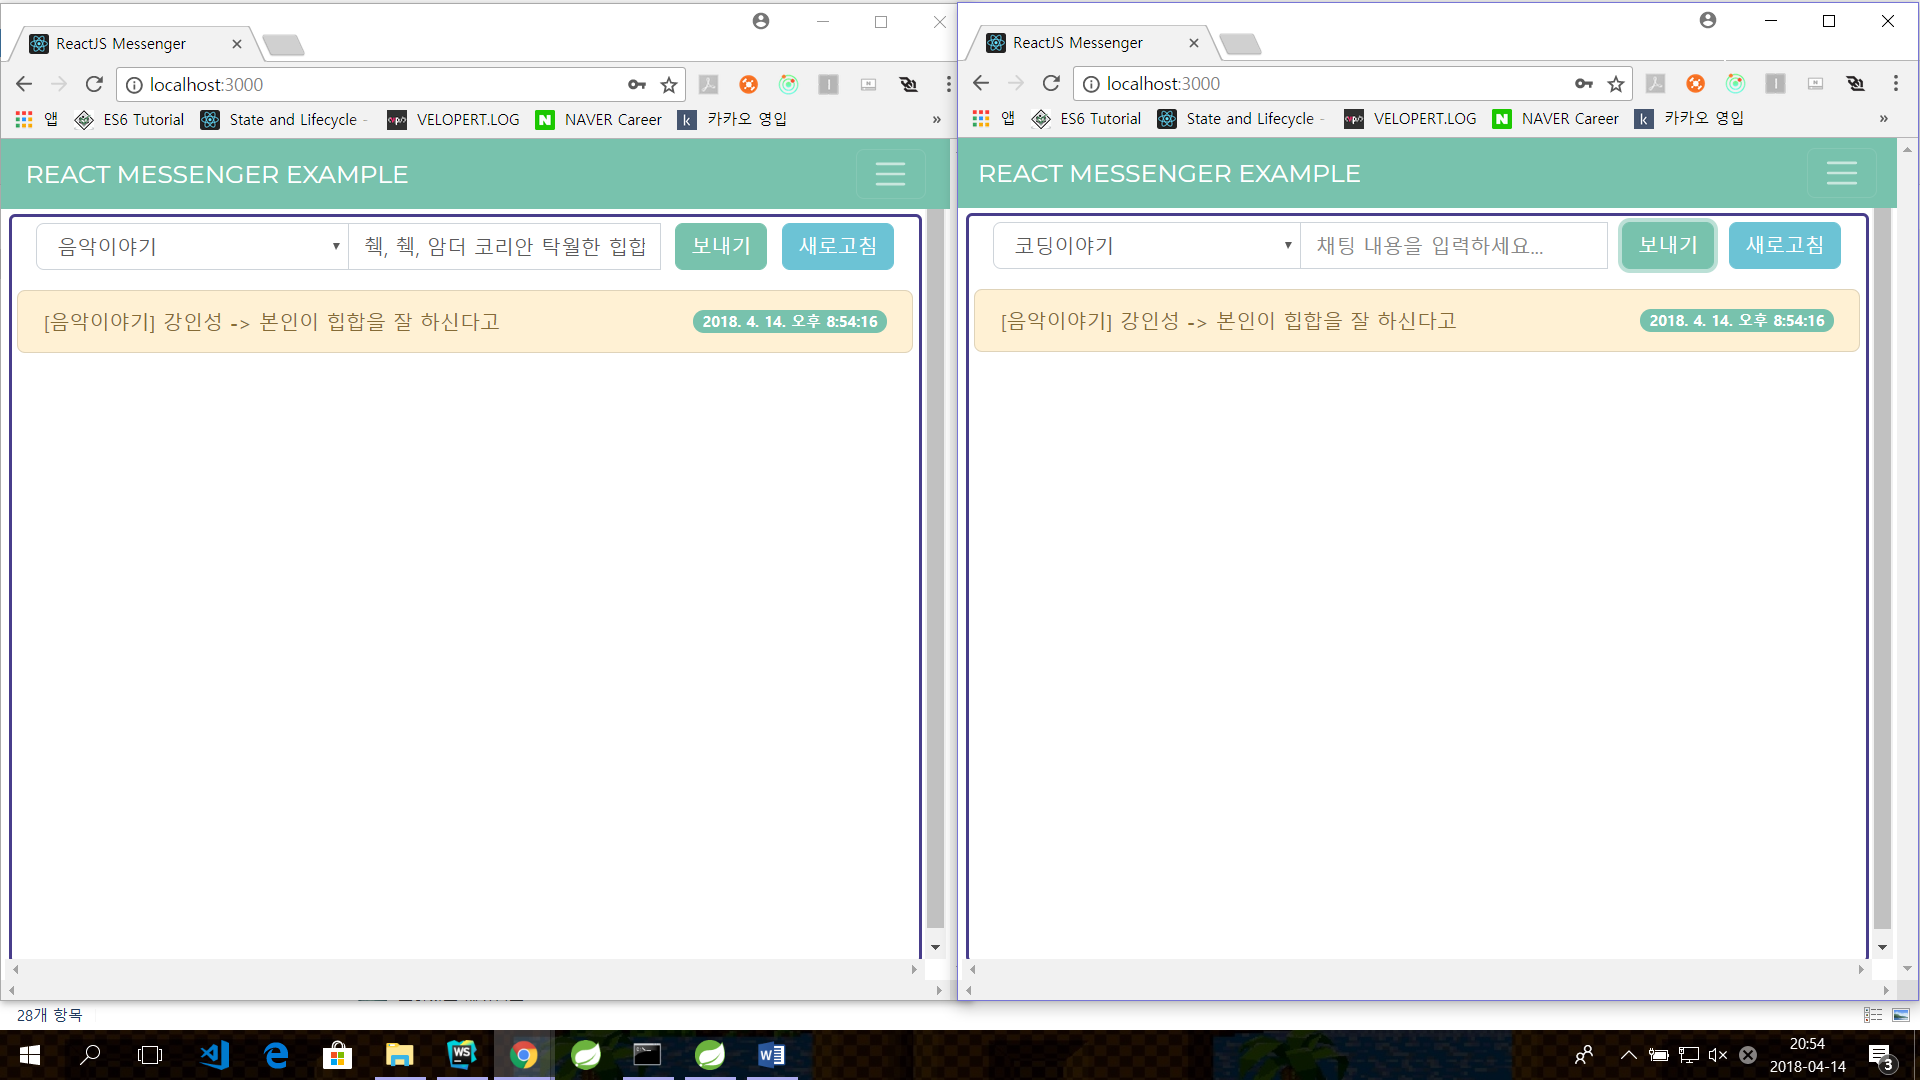 ReactJS Messenger
localhost:3000
앱 ES6 Tutorial State and Lifecycle - VELOPERT.LOG NAVER Career 카카오 영입 »
REACT MESSENGER EXAMPLE
음악이야기 췍, 췍, 암더 코리안 탁월한 힙합 보내기 새로고침
[음악이야기] 강인성 -> 본인이 힙합을 잘 하신다고 2018. 4. 14. 오후 8:54:16
ReactJS Messenger
localhost:3000
앱 ES6 Tutorial State and Lifecycle - VELOPERT.LOG NAVER Career 카카오 영입 »
REACT MESSENGER EXAMPLE
코딩이야기 채팅 내용을 입력하세요... 보내기 새로고침
[음악이야기] 강인성 -> 본인이 힙합을 잘 하신다고 2018. 4. 14. 오후 8:54:16
28개 항목
20:54
2018-04-14
3